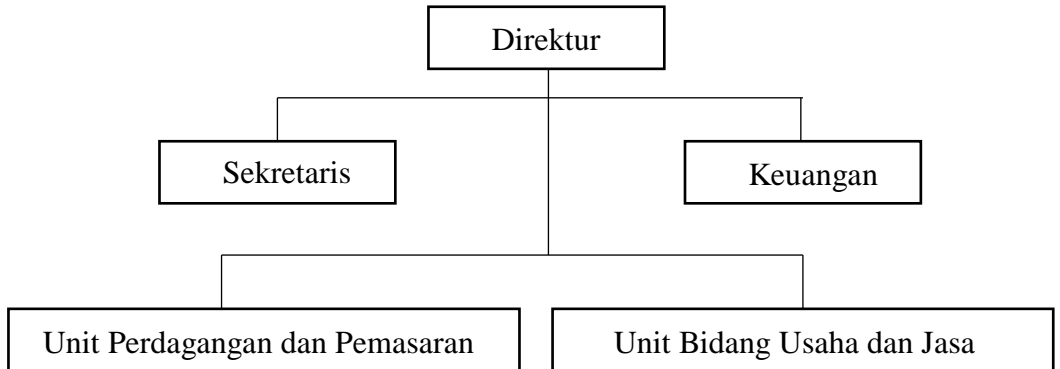 Direktur
Sekretaris
Keuangan
Unit Perdagangan dan Pemasaran
Unit Bidang Usaha dan Jasa